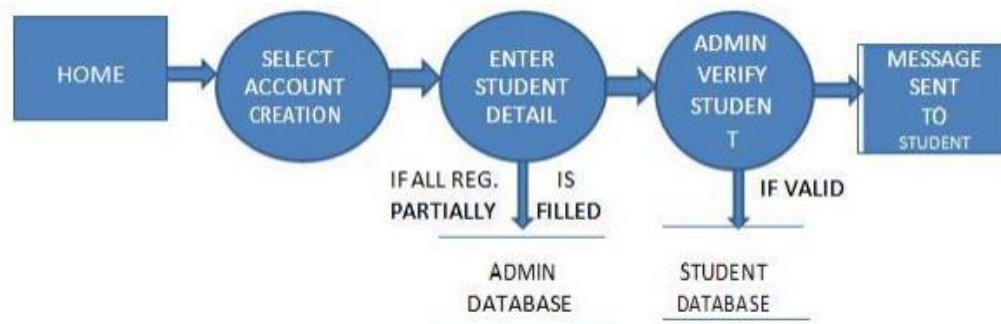 HOME
SELECT
ACCOUNT
CREATION
ENTER
STUDENT
DETAIL
ADMIN
VERIFY
STUDEN
T
MESSAGE
SENT
TO
STUDENT
IF ALL REG. IS
PARTIALLY FILLED
IF VALID
ADMIN
DATABASE
STUDENT
DATABASE